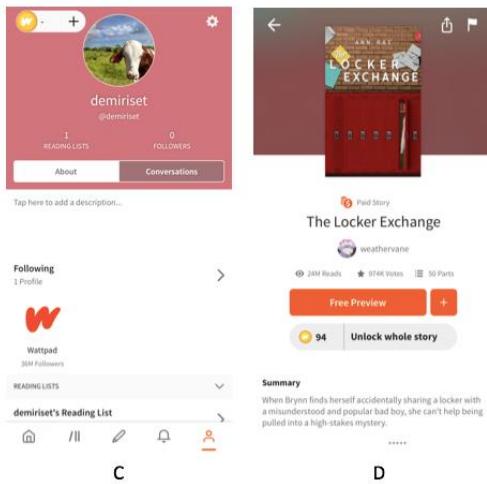 - +
demiriset
@demiriset
1
READING LISTS
0
FOLLOWERS
About
Conversations
Tap here to add a description...
Following
1 Profile
Wattpad
36M Followers
READING LISTS
demiriset's Reading List
C
ANN RAE
LOCKER
EXCHANGE
Paid Story
The Locker Exchange
weathervane
24M Reads
974K Votes
50 Parts
Free Preview
+
94
Unlock whole story
Summary
When Brynn finds herself accidentally sharing a locker with
a misunderstood and popular bad boy, she can't help being
pulled into a high-stakes mystery.
D